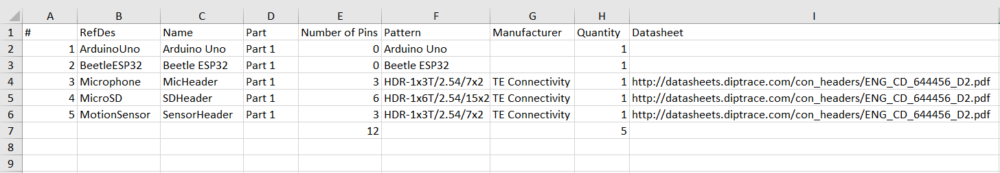 A B C D E F G H I
1 # RefDes Name Part Number of Pins Pattern Manufacturer Quantity Datasheet
2 1 ArduinoUno Arduino Uno Part 1 0 Arduino Uno 1
3 2 BeetleESP32 Beetle ESP32 Part 1 0 Beetle ESP32 1
4 3 Microphone MicHeader Part 1 3 HDR-1x3T/2.54/7x2 TE Connectivity 1 http://datasheets.diptrace.com/con_headers/ENG_CD_644456_D2.pdf
5 4 MicroSD SDHeader Part 1 6 HDR-1x6T/2.54/15x2 TE Connectivity 1 http://datasheets.diptrace.com/con_headers/ENG_CD_644456_D2.pdf
6 5 MotionSensor SensorHeader Part 1 3 HDR-1x3T/2.54/7x2 TE Connectivity 1 http://datasheets.diptrace.com/con_headers/ENG_CD_644456_D2.pdf
7 12 5
8
9